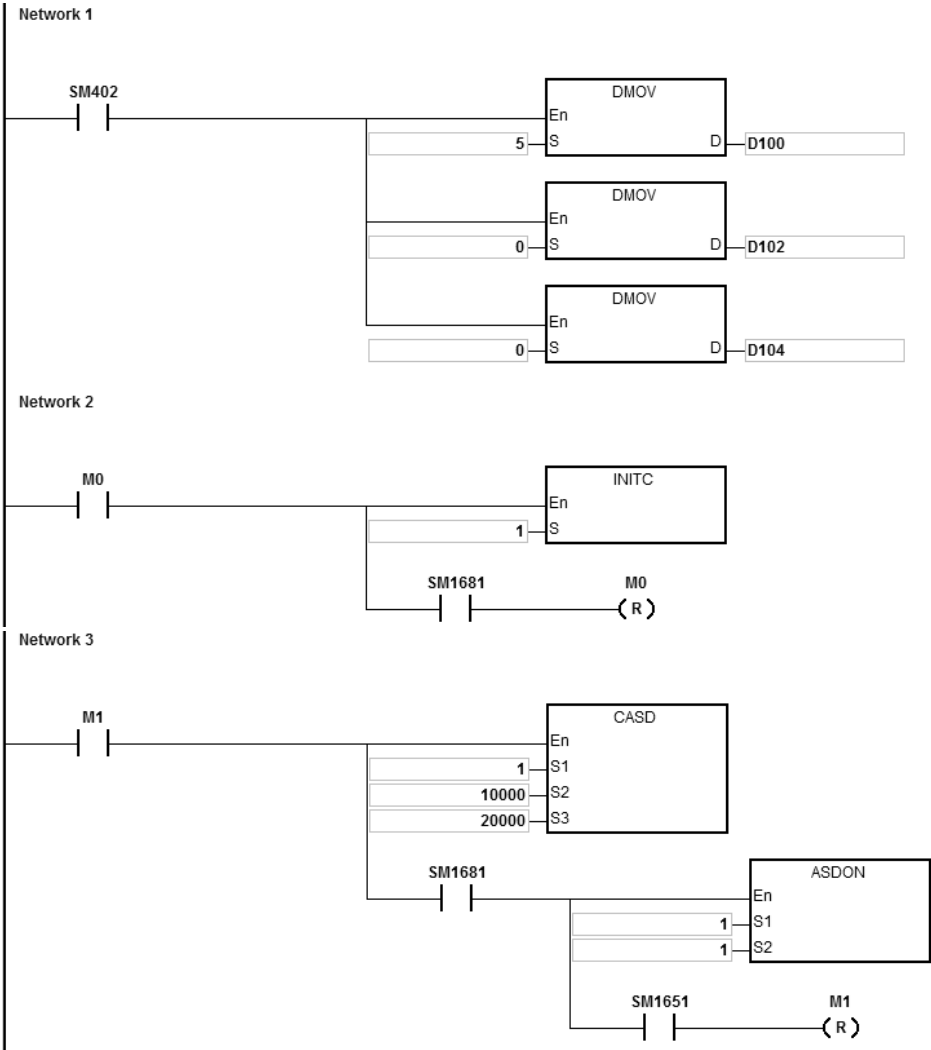 Network 1
SM402
DMOV
En
5 S D D100
DMOV
En
0 S D D102
DMOV
En
0 S D D104
Network 2
M0
INITC
En
1 S
SM1681 M0
( R )
Network 3
M1
CASD
En
1 S1
10000 S2
20000 S3
SM1681
ASDON
En
1 S1
1 S2
SM1651 M1
( R )